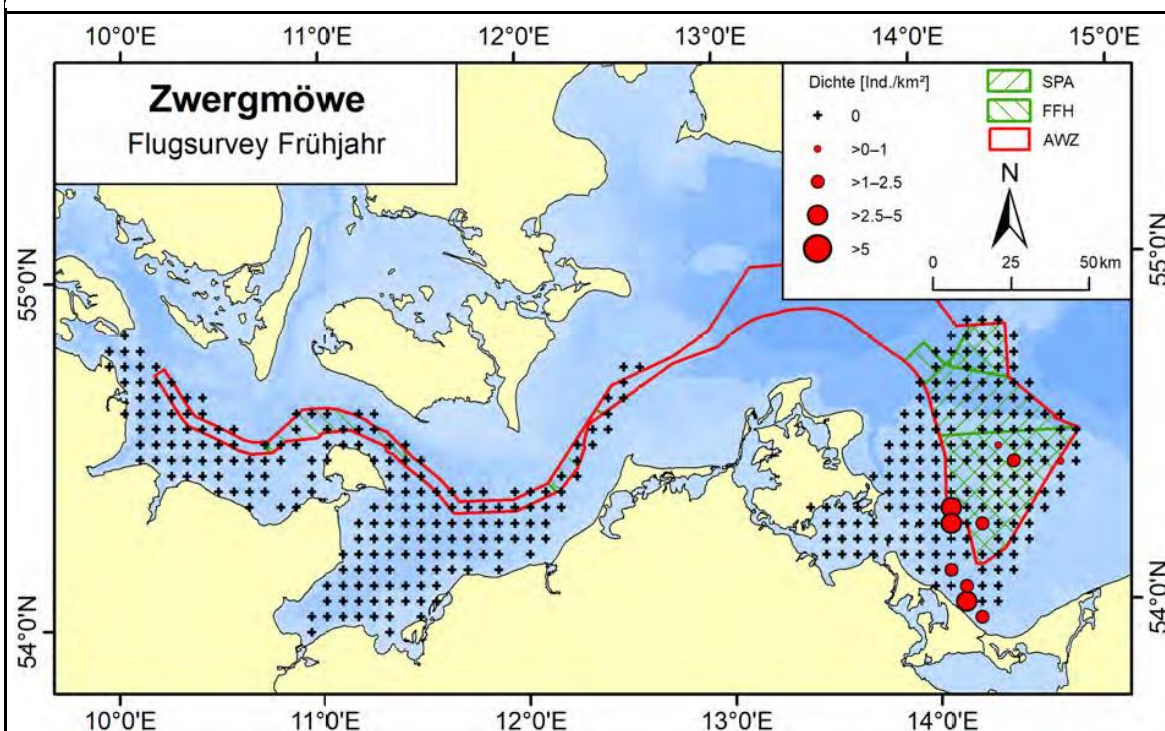 10°0'E 11°0'E 12°0'E 13°0'E 14°0'E 15°0'E
Zwergmöwe
Flugsurvey Frühjahr
Dichte [Ind./km²]
0
>0–1
>1–2.5
>2.5–5
>5
SPA
FFH
AWZ
N
0 25 50 km
55°0'N
55°0'N
54°0'N
54°0'N
10°0'E 11°0'E 12°0'E 13°0'E 14°0'E